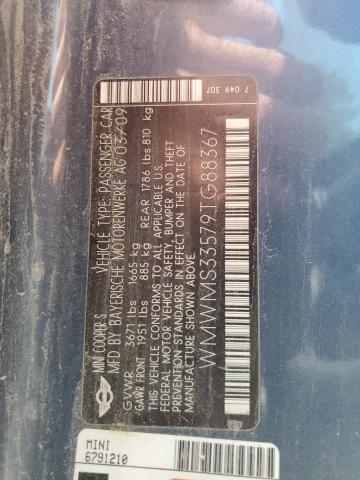 7 049 307
MINI COOPER S VEHICLE TYPE: PASSENGER CAR
MFD BY BAYERISCHE MOTORENWERKE AG 03/09
GVWR 3671 lbs 1665 kg
GAWR FRONT 1951 lbs 885 kg REAR 1786 lbs 810 kg
THIS VEHICLE CONFORMS TO ALL APPLICABLE U.S.
FEDERAL MOTOR VEHICLE SAFETY, BUMPER AND THEFT
PREVENTION STANDARDS IN EFFECT ON THE DATE OF
MANUFACTURE SHOWN ABOVE.
WMWMS33579TG88367
MINI
6791210